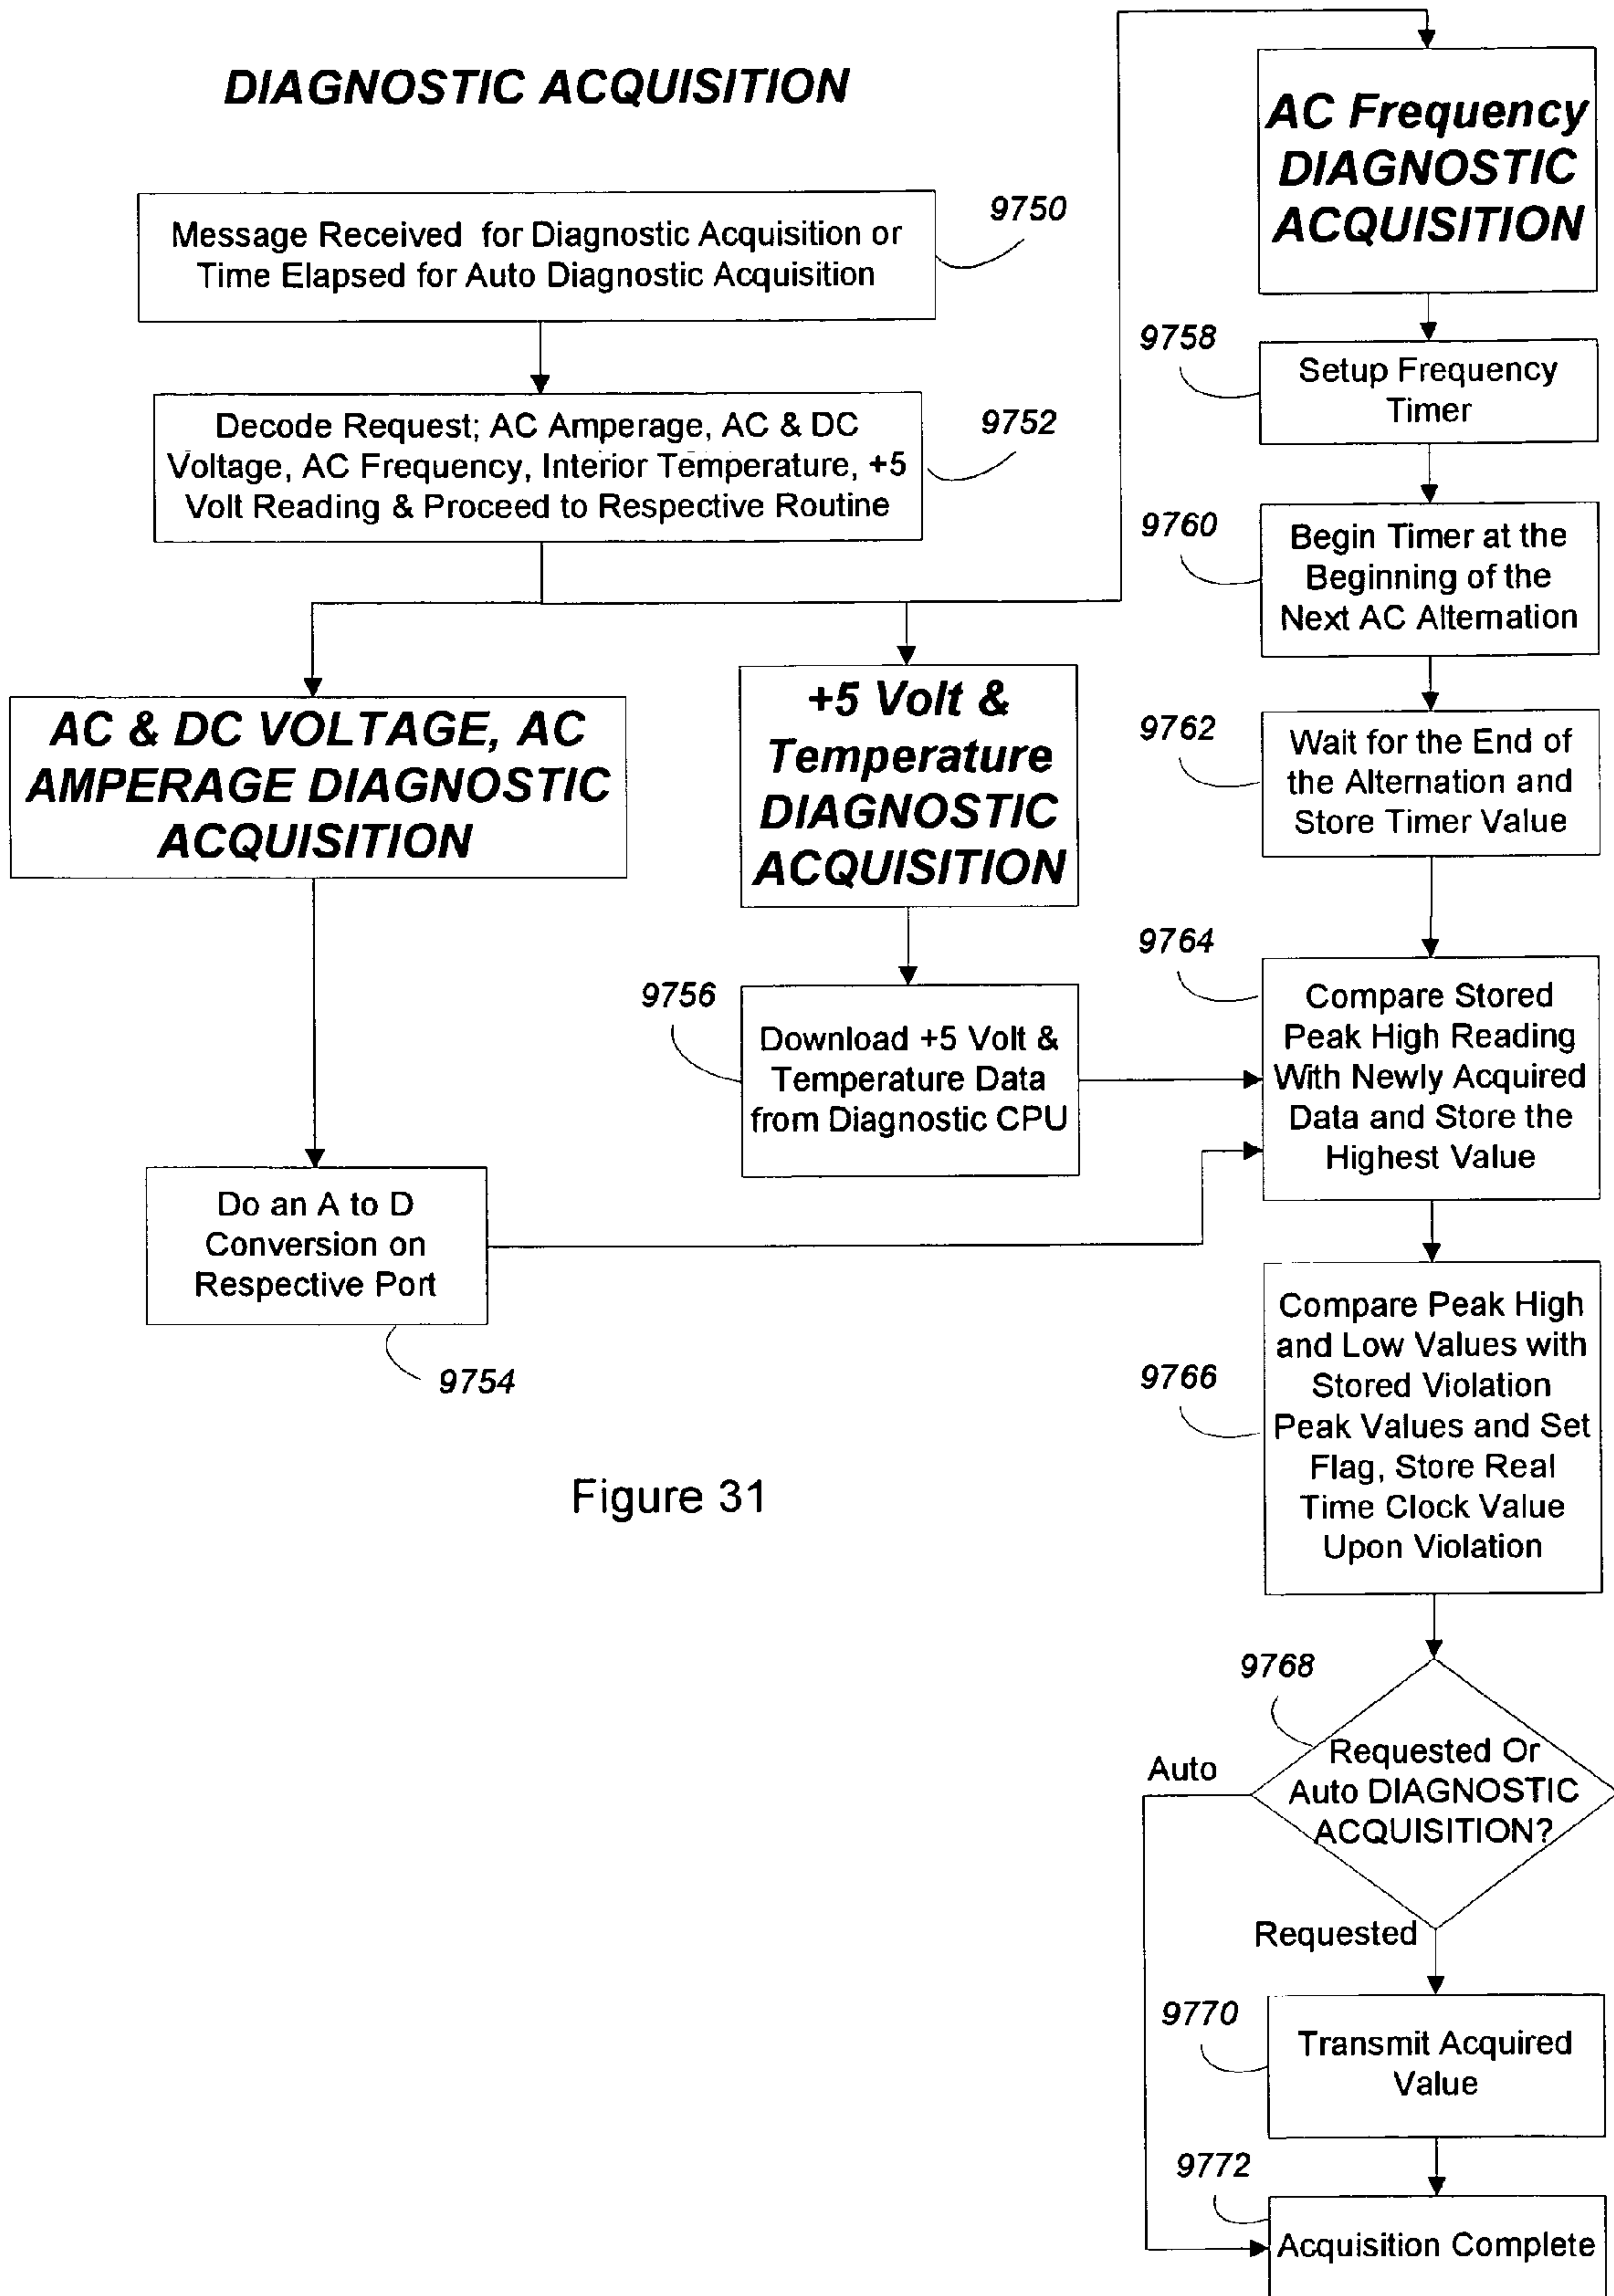 DIAGNOSTIC ACQUISITION
Message Received for Diagnostic Acquisition or
Time Elapsed for Auto Diagnostic Acquisition
9750
Decode Request; AC Amperage, AC & DC
Voltage, AC Frequency, Interior Temperature, +5
Volt Reading & Proceed to Respective Routine
9752
AC & DC VOLTAGE, AC
AMPERAGE DIAGNOSTIC
ACQUISITION
Do an A to D
Conversion on
Respective Port
9754
+5 Volt &
Temperature
DIAGNOSTIC
ACQUISITION
9756
Download +5 Volt &
Temperature Data
from Diagnostic CPU
AC Frequency
DIAGNOSTIC
ACQUISITION
9758
Setup Frequency
Timer
9760
Begin Timer at the
Beginning of the
Next AC Alternation
9762
Wait for the End of
the Alternation and
Store Timer Value
9764
Compare Stored
Peak High Reading
With Newly Acquired
Data and Store the
Highest Value
9766
Compare Peak High
and Low Values with
Stored Violation
Peak Values and Set
Flag, Store Real
Time Clock Value
Upon Violation
9768
Requested Or
Auto DIAGNOSTIC
ACQUISITION?
Auto
Requested
9770
Transmit Acquired
Value
9772
Acquisition Complete
Figure 31